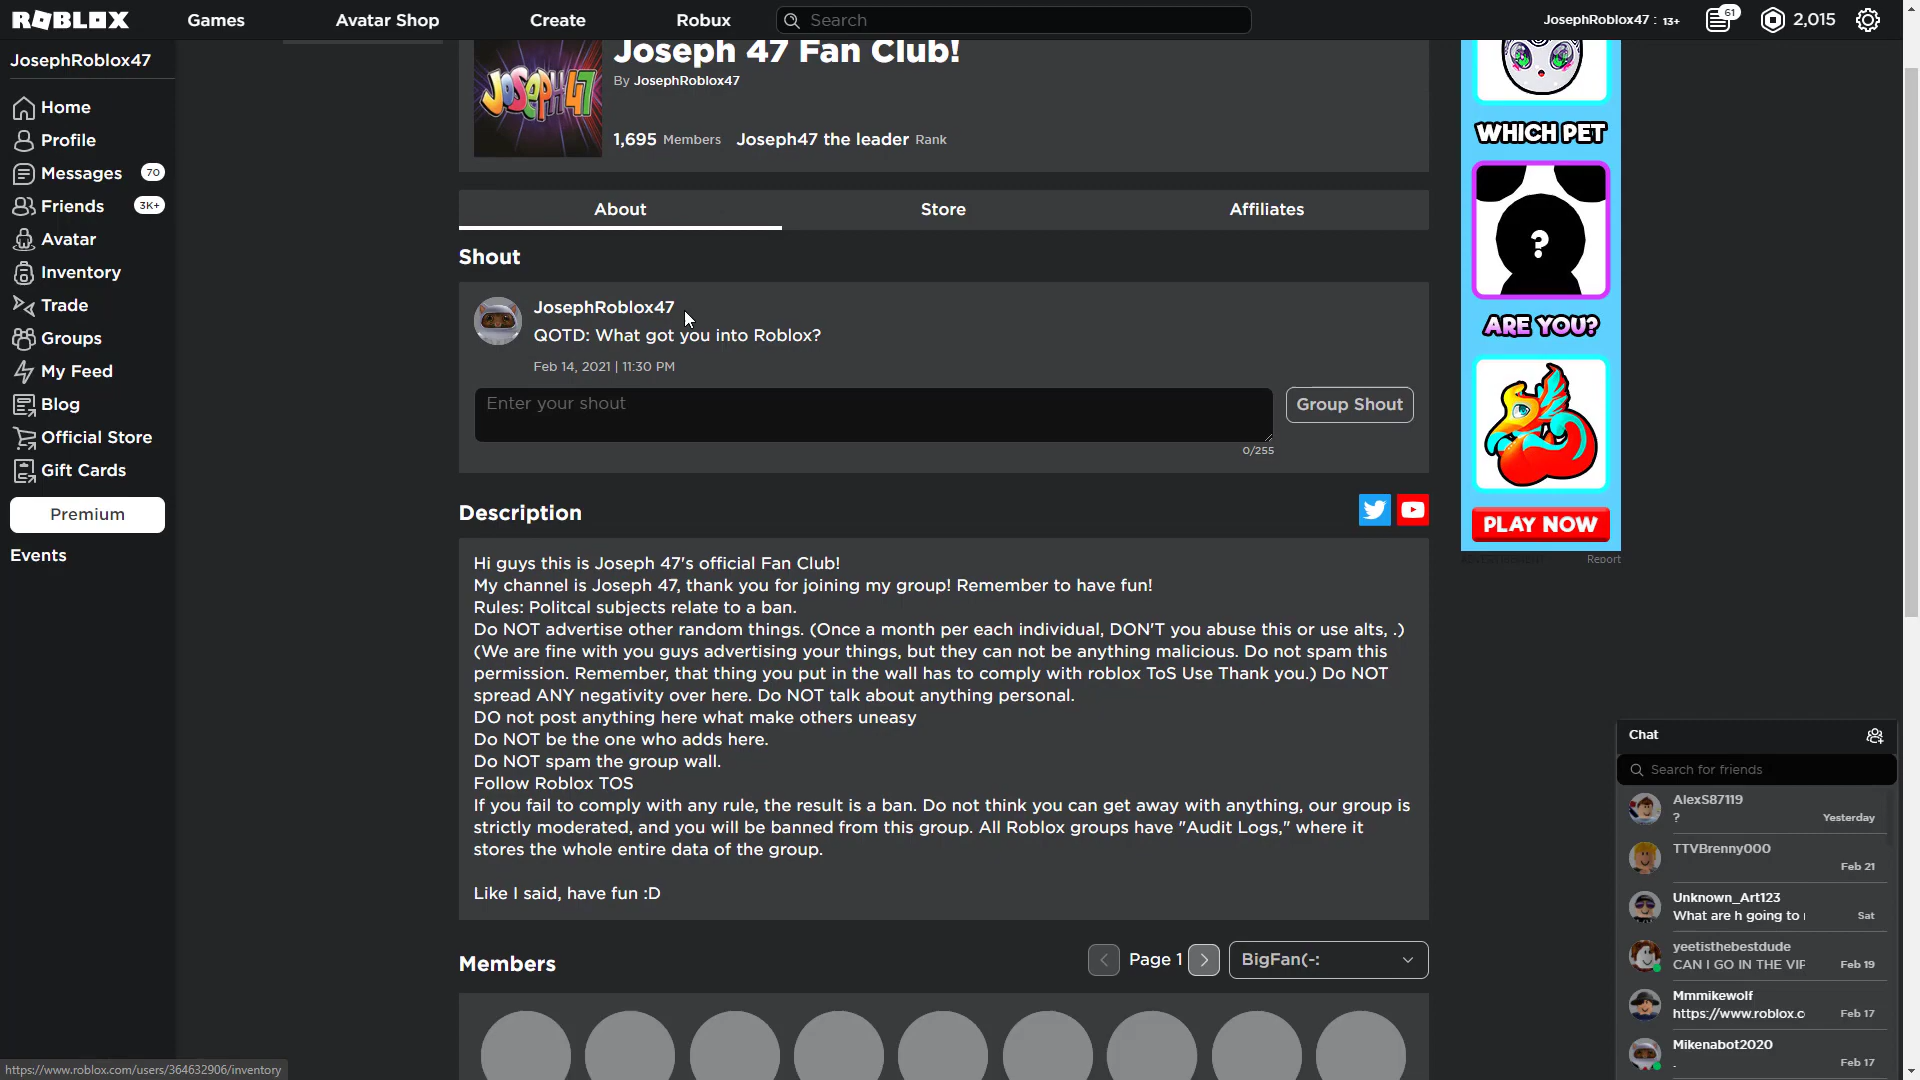 ROBLOX
Games
Avatar Shop
Create
Robux
Search
JosephRoblox47 : 13+
61
2,015
JosephRoblox47
Home
Profile
Messages 70
Friends 3K+
Avatar
Inventory
Trade
Groups
My Feed
Blog
Official Store
Gift Cards
Premium
Events
JOSEPH47
Joseph 47 Fan Club!
By JosephRoblox47
1,695 Members Joseph47 the leader Rank
About
Store
Affiliates
Shout
JosephRoblox47
QOTD: What got you into Roblox?
Feb 14, 2021 | 11:30 PM
Enter your shout
Group Shout
0/255
Description
Hi guys this is Joseph 47's official Fan Club!
My channel is Joseph 47, thank you for joining my group! Remember to have fun!
Rules: Politcal subjects relate to a ban.
Do NOT advertise other random things. (Once a month per each individual, DON'T you abuse this or use alts, .)
(We are fine with you guys advertising your things, but they can not be anything malicious. Do not spam this
permission. Remember, that thing you put in the wall has to comply with roblox ToS Use Thank you.) Do NOT
spread ANY negativity over here. Do NOT talk about anything personal.
DO not post anything here what make others uneasy
Do NOT be the one who adds here.
Do NOT spam the group wall.
Follow Roblox TOS
If you fail to comply with any rule, the result is a ban. Do not think you can get away with anything, our group is
strictly moderated, and you will be banned from this group. All Roblox groups have "Audit Logs," where it
stores the whole entire data of the group.
Like I said, have fun :D
Members
Page 1
BigFan(-:
WHICH PET
?
ARE YOU?
PLAY NOW
ADVERTISEMENT
Report
Chat
Search for friends
AlexS87119
? Yesterday
TTVBrenny000
Feb 21
Unknown_Art123
What are h going to Sat
yeetisthebestdude
CAN I GO IN THE VIP Feb 19
Mmmikewolf
https://www.roblox.c Feb 17
Mikenabot2020
. Feb 17
https://www.roblox.com/users/364632906/inventory